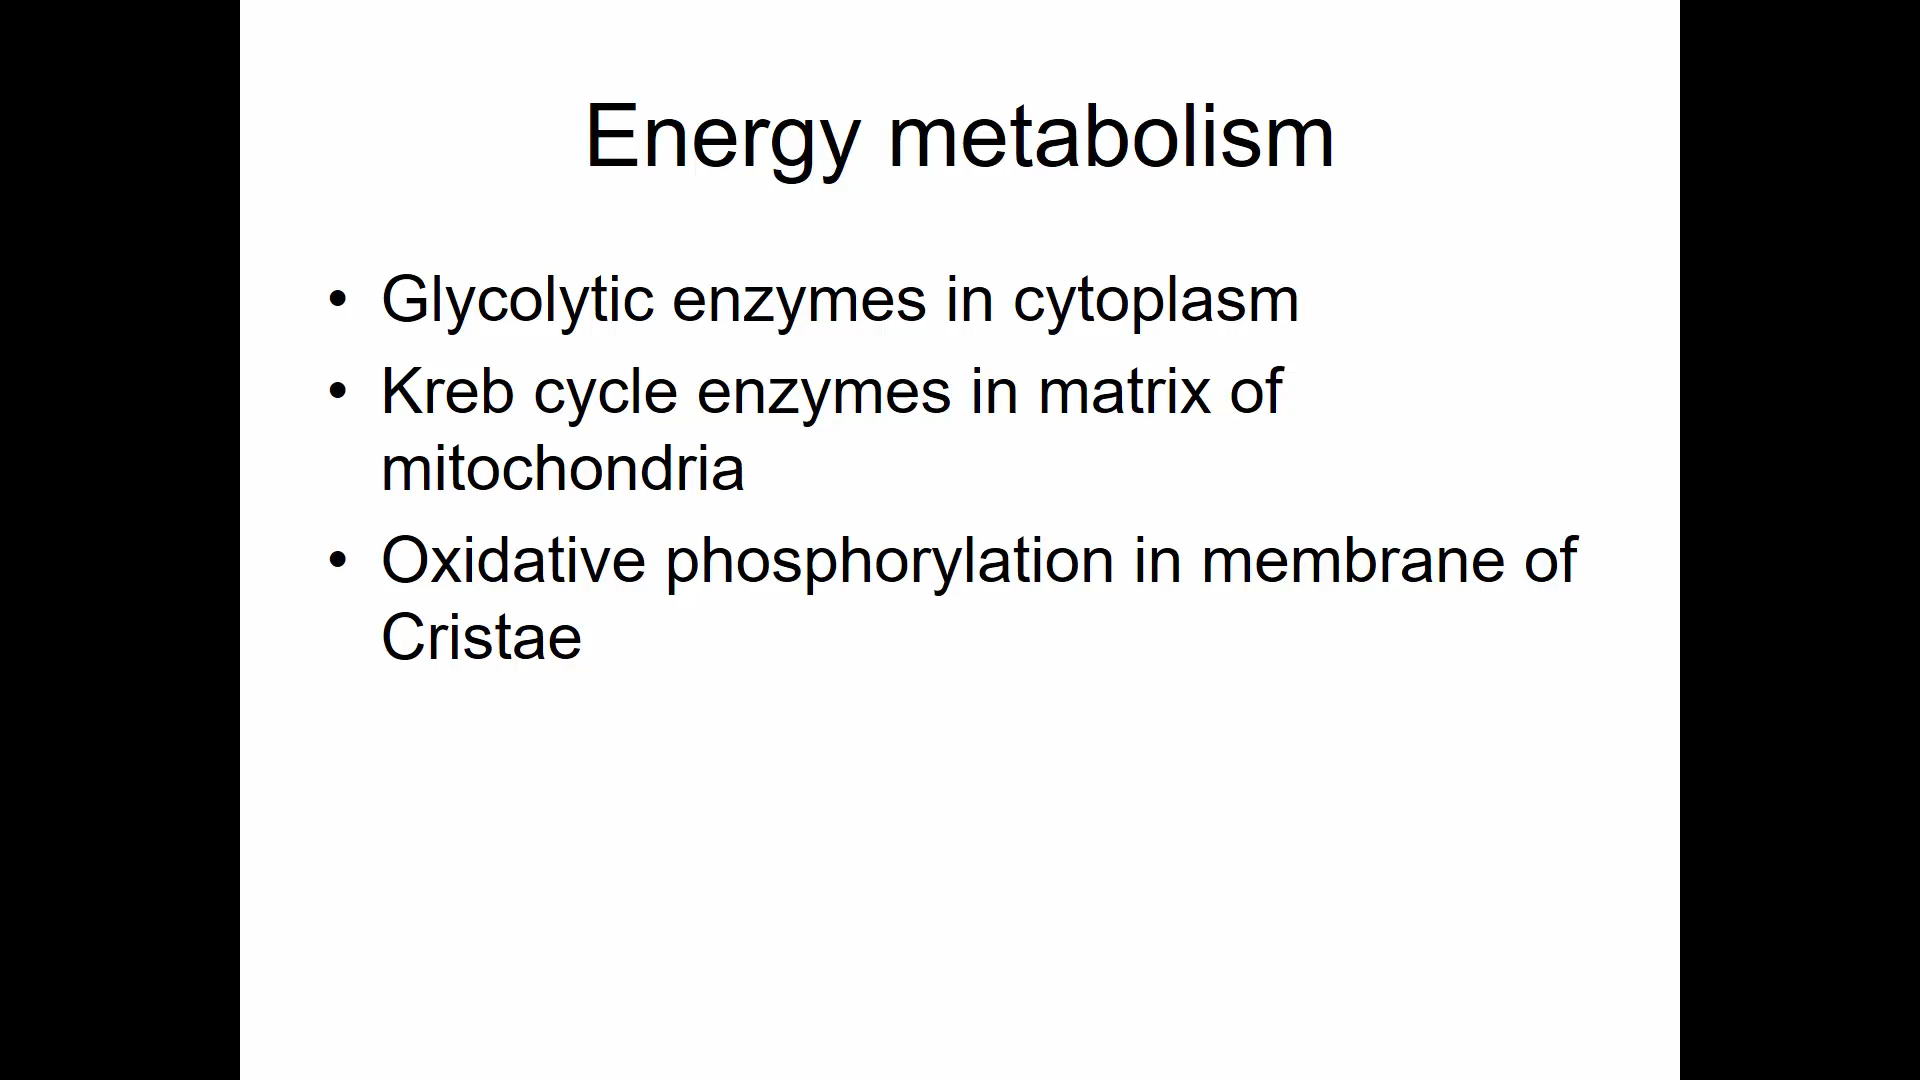 Energy metabolism
• Glycolytic enzymes in cytoplasm
• Kreb cycle enzymes in matrix of
mitochondria
• Oxidative phosphorylation in membrane of
Cristae